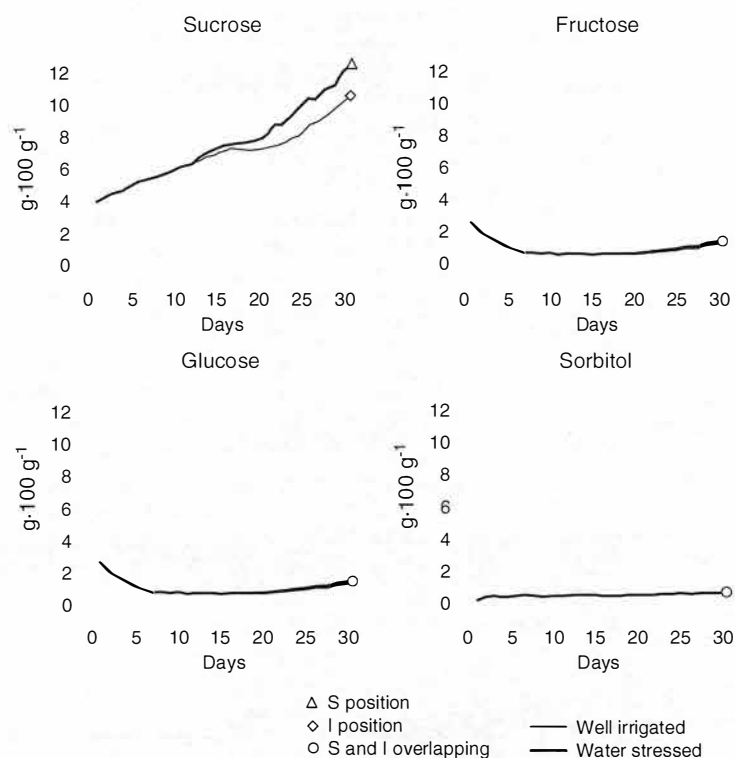 Sucrose
12
10
8
6
4
2
0
g·100 g⁻¹
0 5 10 15 20 25 30
Days
Fructose
12
10
8
6
4
2
0
g·100 g⁻¹
0 5 10 15 20 25 30
Days
Glucose
12
10
8
6
4
2
0
g·100 g⁻¹
0 5 10 15 20 25 30
Days
Sorbitol
12
10
8
6
4
2
0
g·100 g⁻¹
0 5 10 15 20 25 30
Days
S position
I position
S and I overlapping
Well irrigated
Water stressed